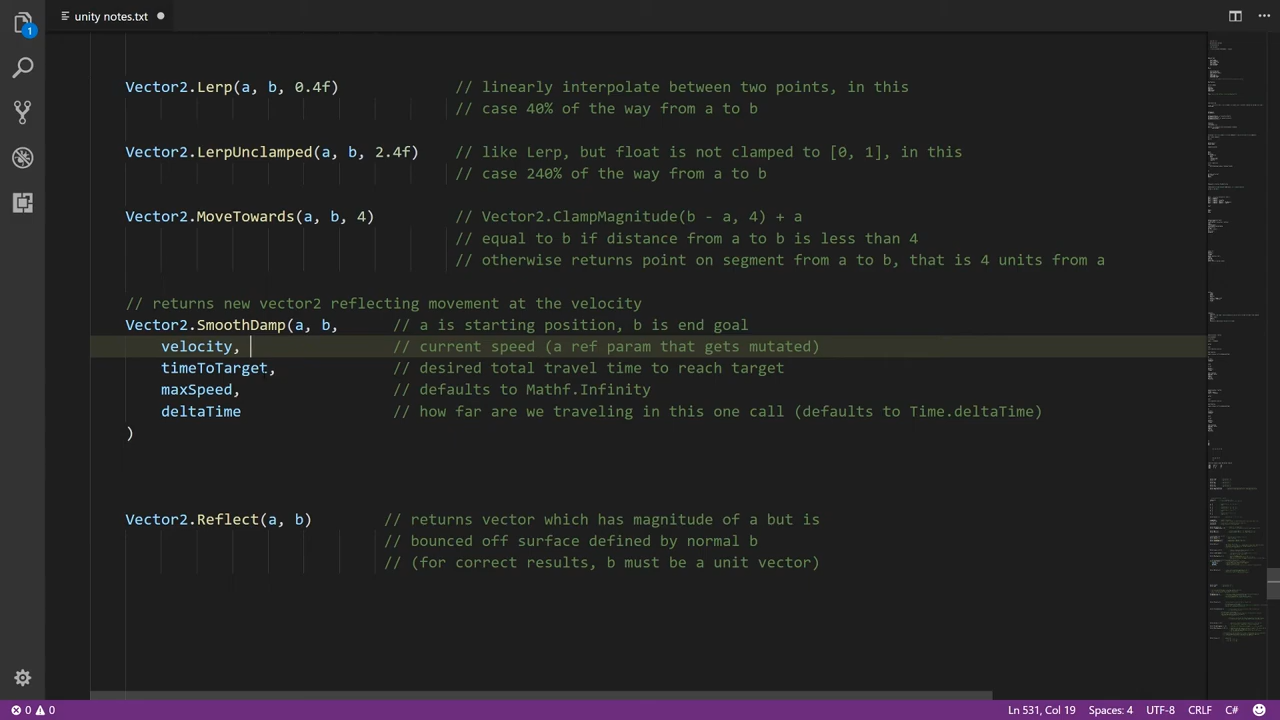 unity notes.txt
1
Vector2.Lerp(a, b, 0.4f) // linearly interpolate between two points, in this
// case 40% of the way from a to b
Vector2.LerpUnclamped(a, b, 2.4f) // like Lerp, but float is not clamped to [0, 1], in this
// case 240% of the way from a to b
Vector2.MoveTowards(a, b, 4) // Vector2.ClampMagnitude(b - a, 4) + a
// equal to b if distance from a to b is less than 4
// otherwise returns point on segment from a to b, that is 4 units from a
// returns new vector2 reflecting movement at the velocity
Vector2.SmoothDamp(a, b, // a is starting position, b is end goal
velocity, // current speed (a ref param that gets mutated)
timeToTarget, // desired total travel time to reach target
maxSpeed, // defaults to Mathf.Infinity
deltaTime // how far are we traveling in this one call (defaults to Time.deltaTime)
)
Vector2.Reflect(a, b) // returns vector which has magnitude of a but is
// bounced off surface defined by normal b
// (for correct results, b must be a unit vector)
0 0 Ln 531, Col 19 Spaces: 4 UTF-8 CRLF C#